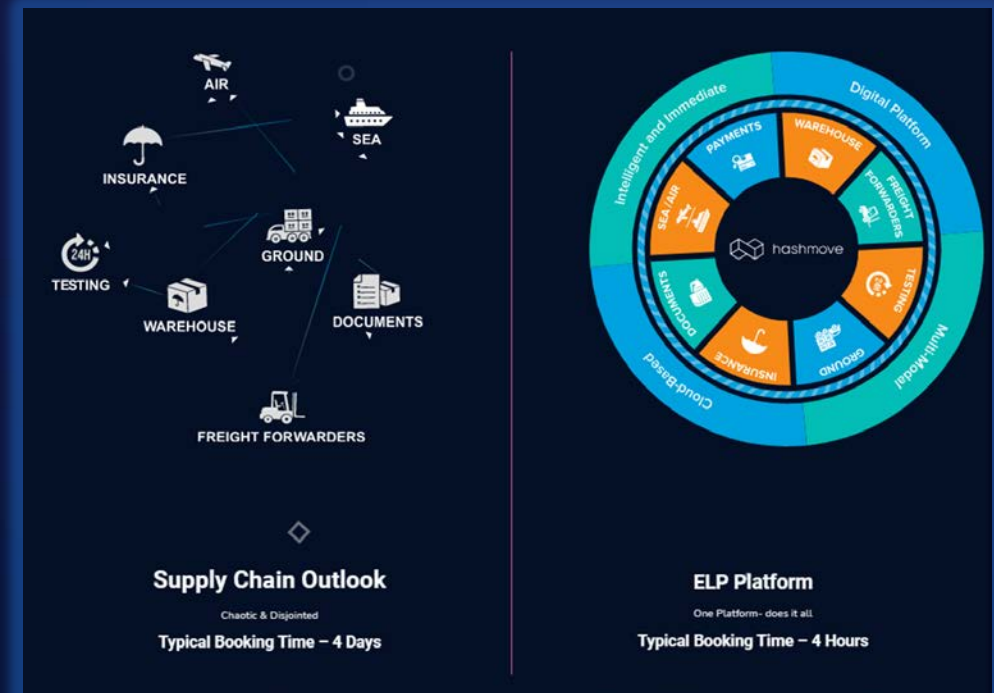 AIR
SEA
INSURANCE
24H
TESTING
GROUND
WAREHOUSE
DOCUMENTS
FREIGHT FORWARDERS
Supply Chain Outlook
Chaotic & Disjointed
Typical Booking Time – 4 Days
Intelligent and Immediate
Digital Platform
Multi-Modal
Cloud-Based
PAYMENTS
WAREHOUSE
FREIGHT
FORWARDERS
TESTING
GROUND
INSURANCE
DOCUMENTS
SEA /AIR
hashmove
ELP Platform
One Platform- does it all
Typical Booking Time – 4 Hours